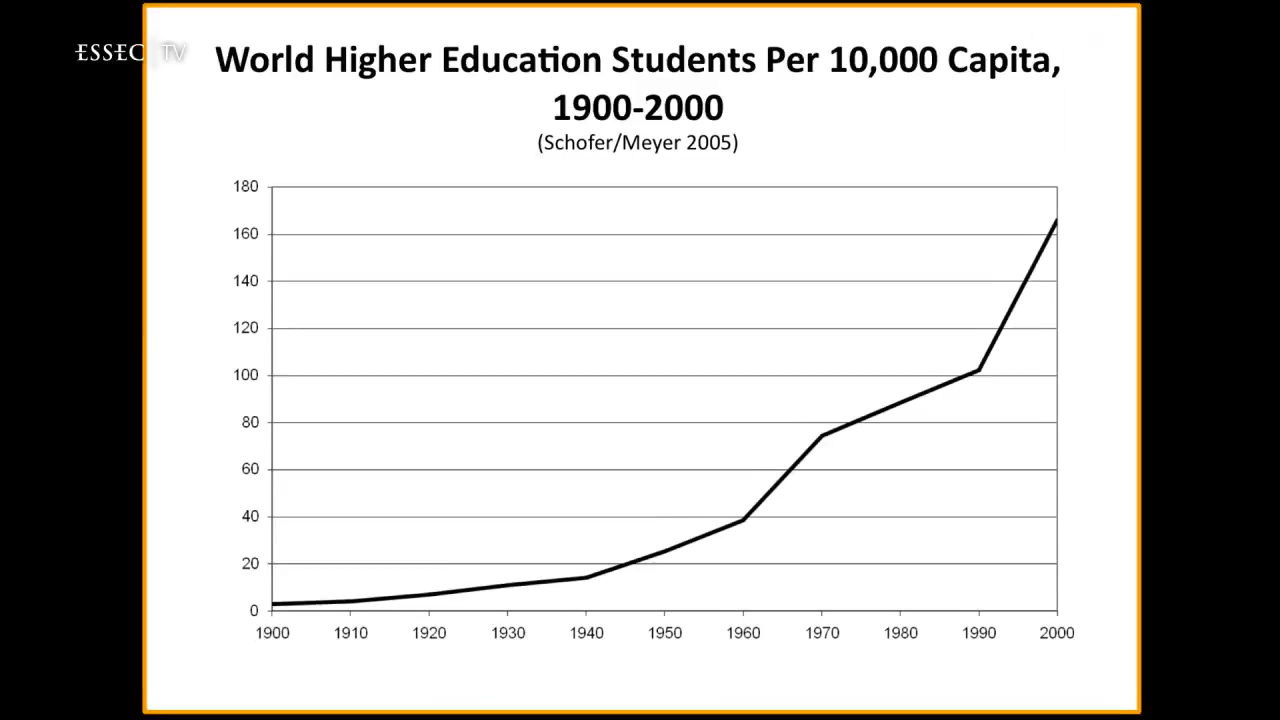 ESSEC TV
World Higher Education Students Per 10,000 Capita,
1900-2000
(Schofer/Meyer 2005)
180
160
140
120
100
80
60
40
20
0
1900 1910 1920 1930 1940 1950 1960 1970 1980 1990 2000